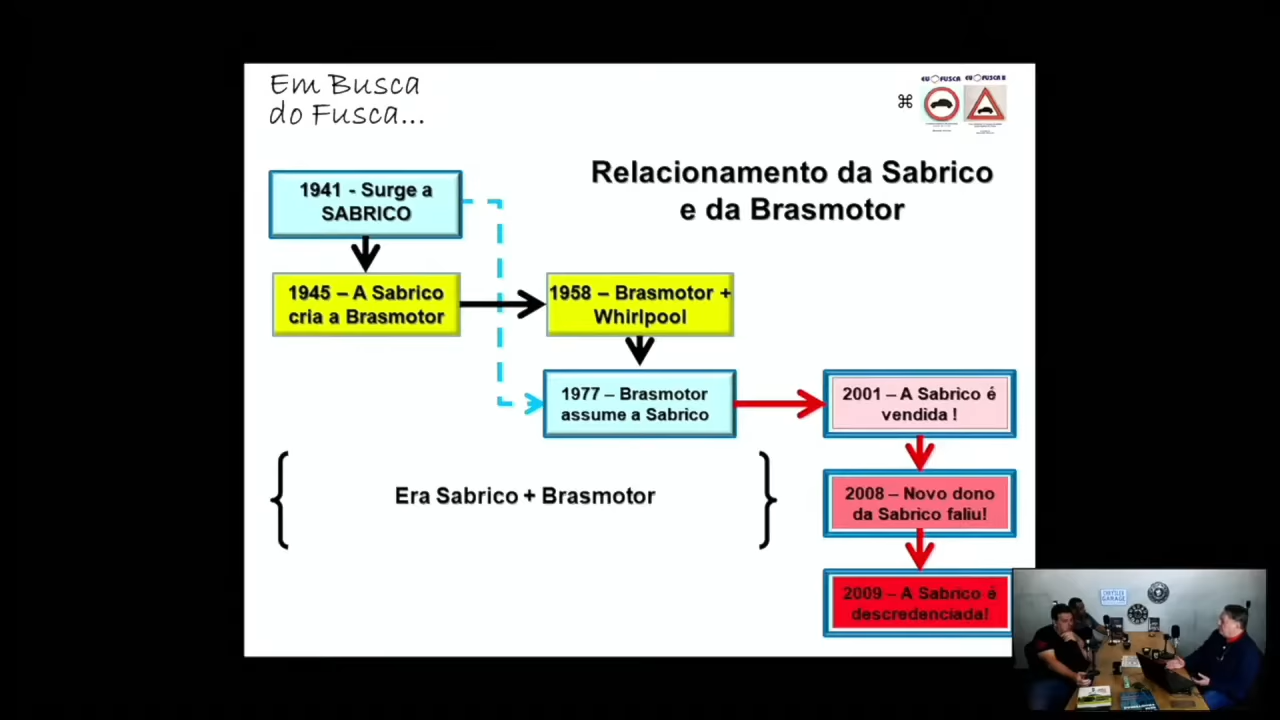 Em Busca
do Fusca...
EU FUSCA EU FUSCA II
⌘
Relacionamento da Sabrico
e da Brasmotor
1941 - Surge a
SABRICO
1945 – A Sabrico
cria a Brasmotor
1958 – Brasmotor +
Whirlpool
1977 – Brasmotor
assume a Sabrico
2001 – A Sabrico é
vendida !
2008 – Novo dono
da Sabrico faliu!
2009 – A Sabrico é
descredenciada!
Era Sabrico + Brasmotor
GARAGE